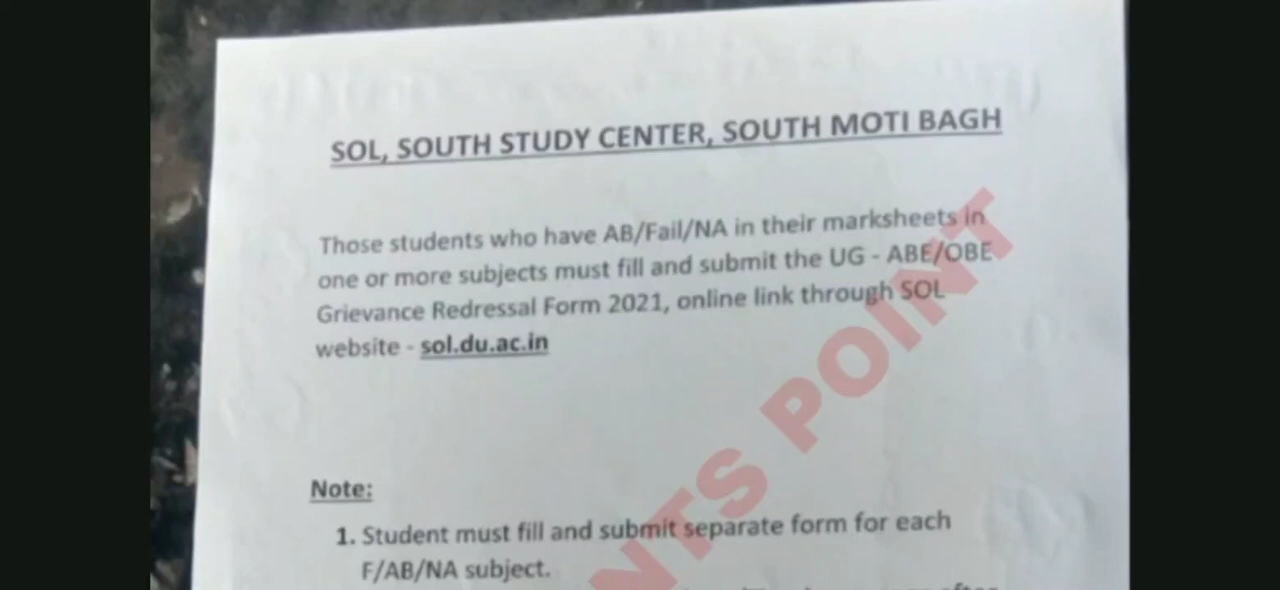 SOL, SOUTH STUDY CENTER, SOUTH MOTI BAGH
Those students who have AB/Fail/NA in their marksheets in
one or more subjects must fill and submit the UG - ABE/OBE
Grievance Redressal Form 2021, online link through SOL
website - sol.du.ac.in
Note:
1. Student must fill and submit separate form for each
F/AB/NA subject.
NTS POINT